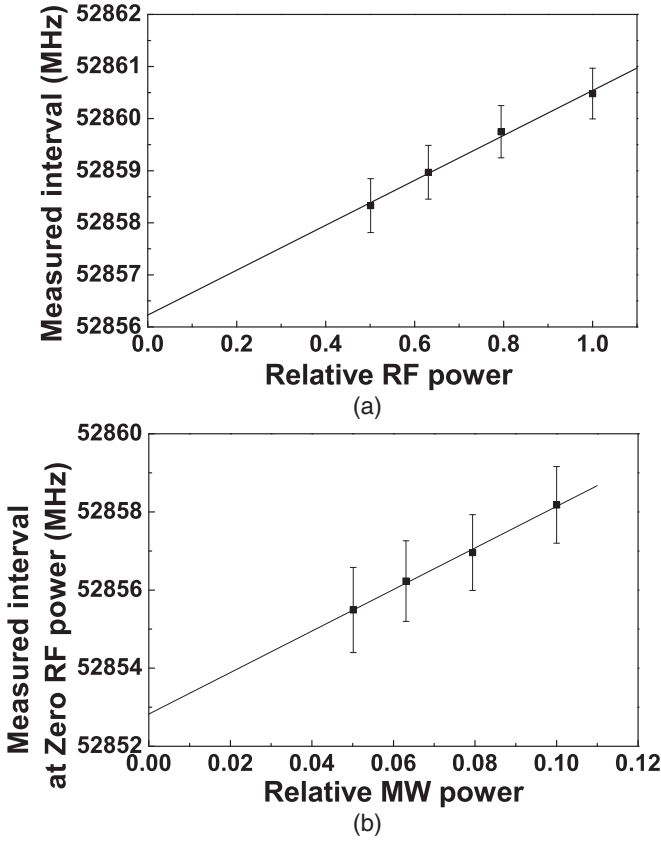 52862
52861
52860
52859
52858
52857
52856
Measured interval (MHz)
0.0 0.2 0.4 0.6 0.8 1.0
Relative RF power
(a)
52860
52858
52856
52854
52852
Measured interval
at Zero RF power (MHz)
0.00 0.02 0.04 0.06 0.08 0.10 0.12
Relative MW power
(b)